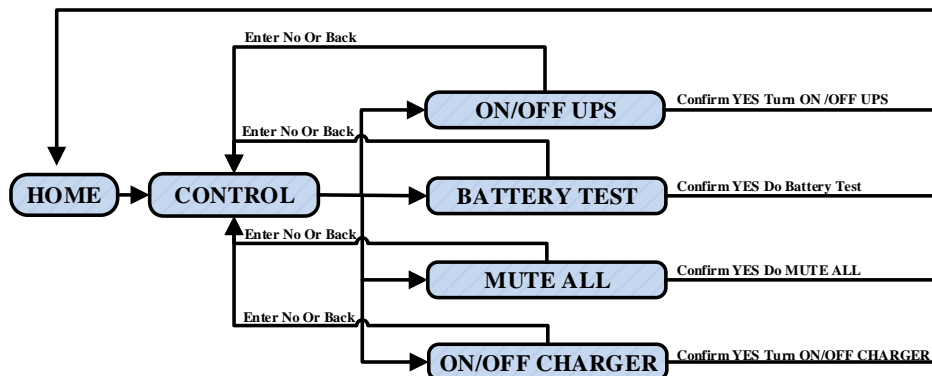 Enter No Or Back
ON/OFF UPS
Confirm YES Turn ON /OFF UPS
Enter No Or Back
HOME
CONTROL
BATTERY TEST
Confirm YES Do Battery Test
Enter No Or Back
MUTE ALL
Confirm YES Do MUTE ALL
Enter No Or Back
ON/OFF CHARGER
Confirm YES Turn ON/OFF CHARGER